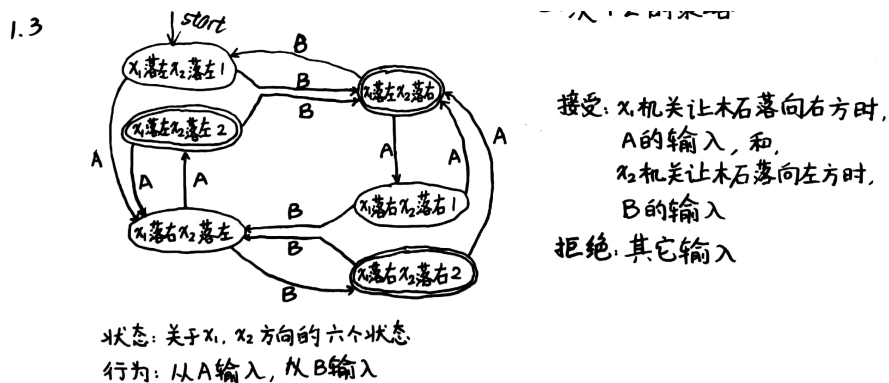 1.3
start
B
x₁落左x₂落左1
B
B
x₁落左x₂落右
x₁落左x₂落左2
A
A
A
A
A
A
B
B
x₁落右x₂落右1
x₁落右x₂落左
B
x₁落右x₂落右2
接受: x₁机关让木石落向右方时,
A的输入, 和,
x₂机关让木石落向左方时,
B的输入
拒绝: 其它输入
状态: 关于x₁, x₂方向的六个状态
行为: 从A输入, 从B输入